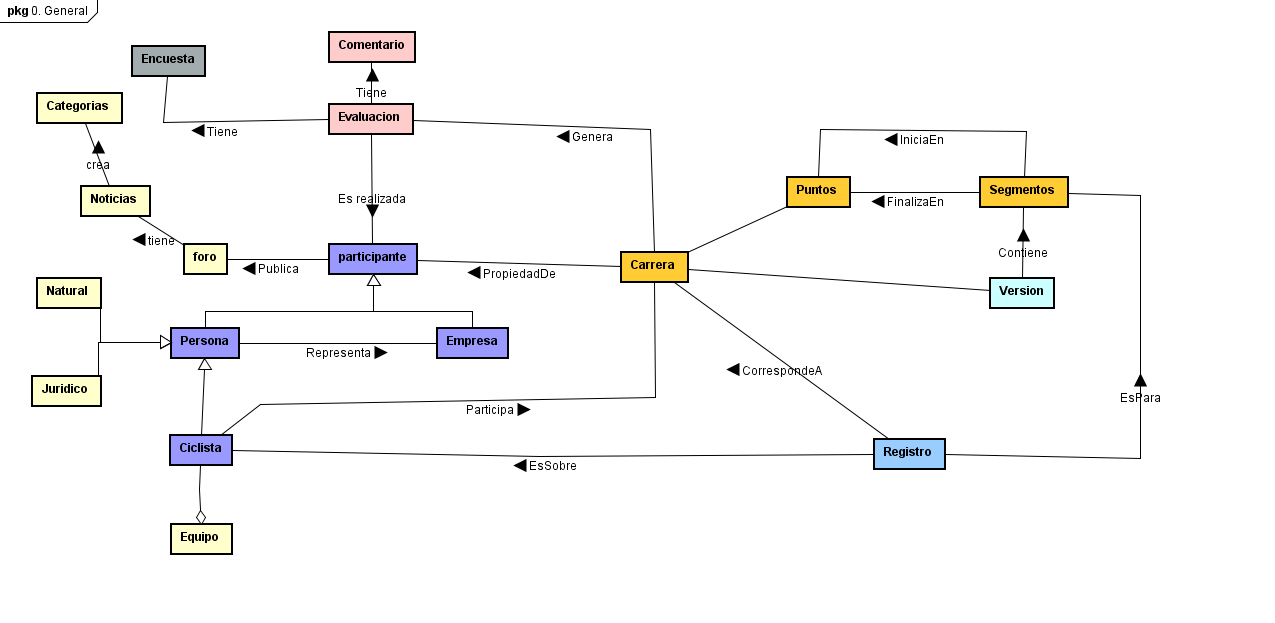 pkg 0. General
Comentario
Encuesta
Tiene
Categorias
Evaluacion
Tiene
Genera
IniciaEn
crea
Noticias
Es realizada
Puntos
Segmentos
FinalizaEn
tiene
foro
Publica
participante
PropiedadDe
Carrera
Contiene
Natural
Version
Persona
Representa
Empresa
CorrespondeA
Jurídico
Participa
EsPara
Ciclista
EsSobre
Registro
Equipo